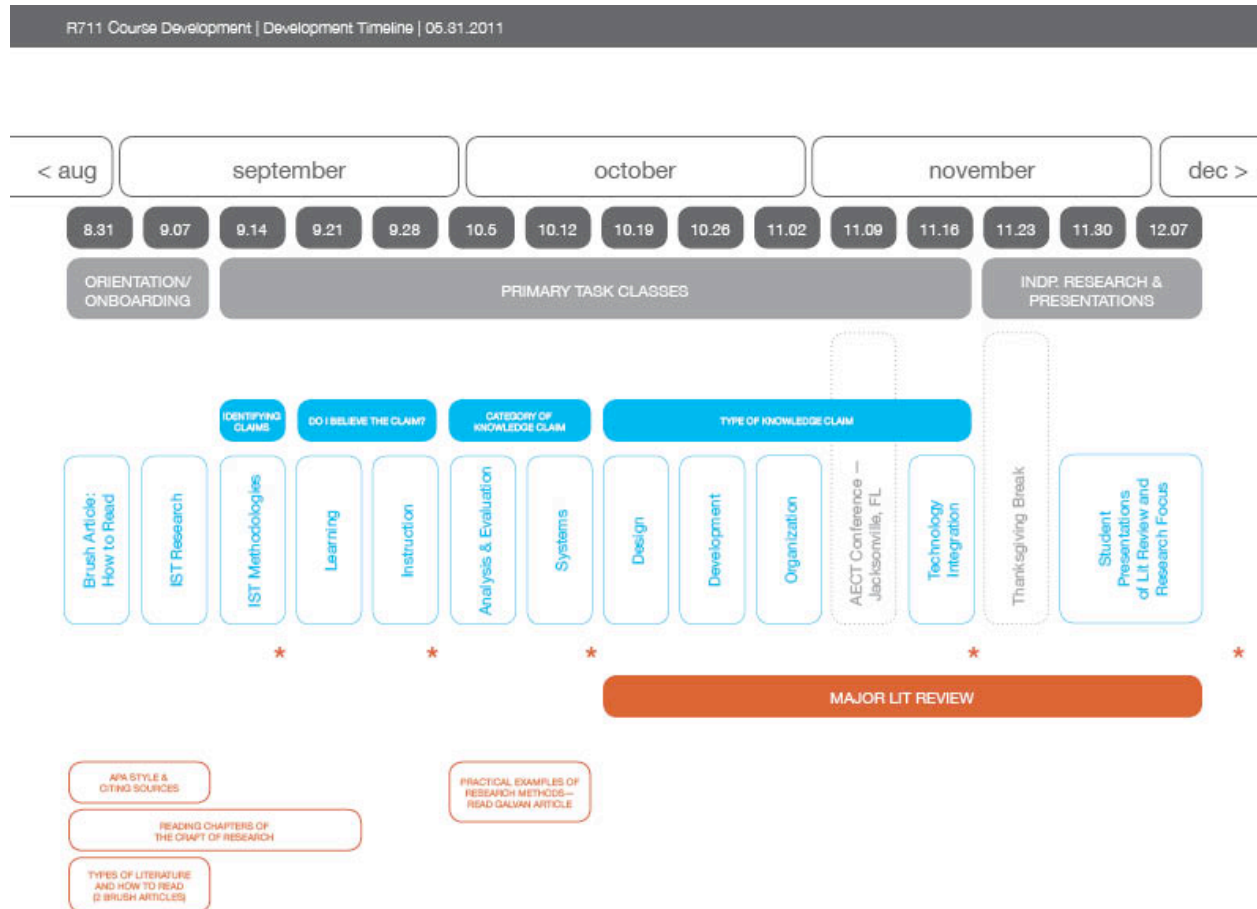 R711 Course Development | Development Timeline | 05.31.2011
< aug
september
october
november
dec >
8.31
9.07
9.14
9.21
9.28
10.5
10.12
10.19
10.26
11.02
11.09
11.16
11.23
11.30
12.07
ORIENTATION/
ONBOARDING
PRIMARY TASK CLASSES
INDP. RESEARCH &
PRESENTATIONS
IDENTIFYING
CLAIMS
DO I BELIEVE THE CLAIM?
CATEGORY OF
KNOWLEDGE CLAIM
TYPE OF KNOWLEDGE CLAIM
Brush Article:
How to Read
IST Research
IST Methodologies
Learning
Instruction
Analysis & Evaluation
Systems
Design
Development
Organization
AECT Conference —
Jacksonville, FL
Technology
Integration
Thanksgiving Break
Student
Presentations
of Lit Review and
Research Focus
* * * * *
MAJOR LIT REVIEW
APA STYLE &
CITING SOURCES
PRACTICAL EXAMPLES OF
RESEARCH METHODS—
READ GALVAN ARTICLE
READING CHAPTERS OF
THE CRAFT OF RESEARCH
TYPES OF LITERATURE
AND HOW TO READ
(2 BRUSH ARTICLES)